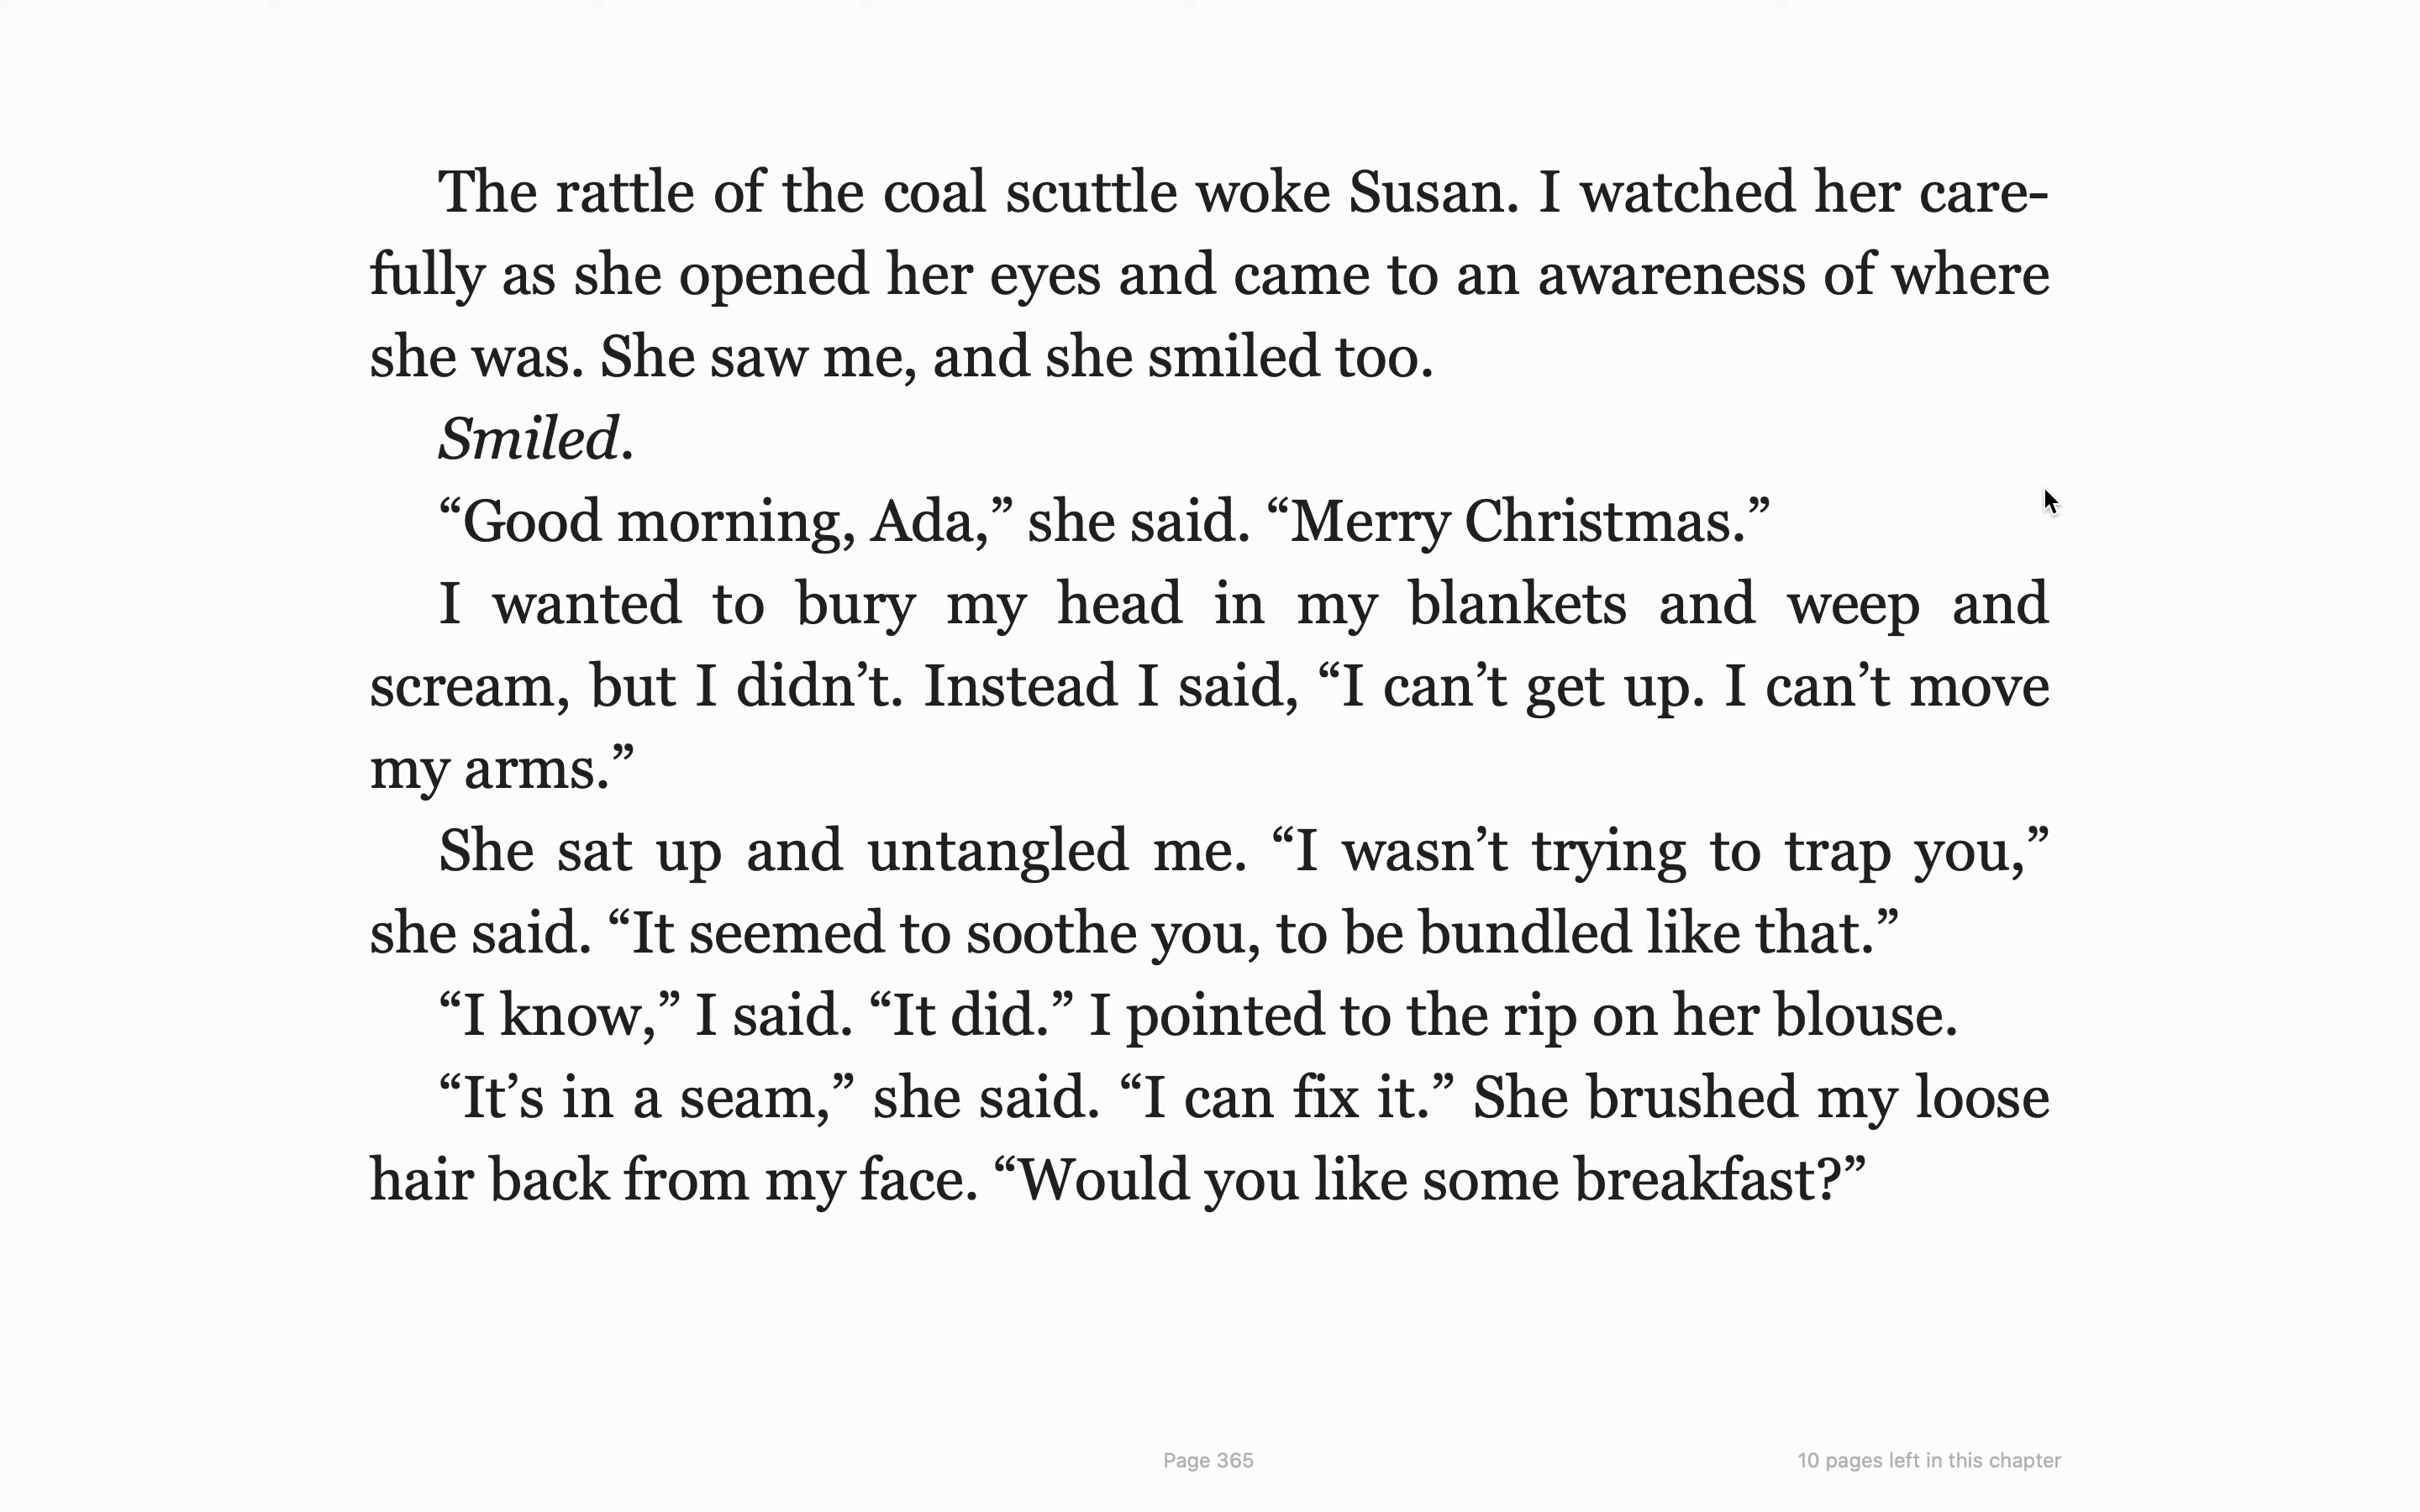 The rattle of the coal scuttle woke Susan. I watched her care-
fully as she opened her eyes and came to an awareness of where
she was. She saw me, and she smiled too.
Smiled.
“Good morning, Ada,” she said. “Merry Christmas.”
I wanted to bury my head in my blankets and weep and
scream, but I didn’t. Instead I said, “I can’t get up. I can’t move
my arms.”
She sat up and untangled me. “I wasn’t trying to trap you,”
she said. “It seemed to soothe you, to be bundled like that.”
“I know,” I said. “It did.” I pointed to the rip on her blouse.
“It’s in a seam,” she said. “I can fix it.” She brushed my loose
hair back from my face. “Would you like some breakfast?”
Page 365
10 pages left in this chapter